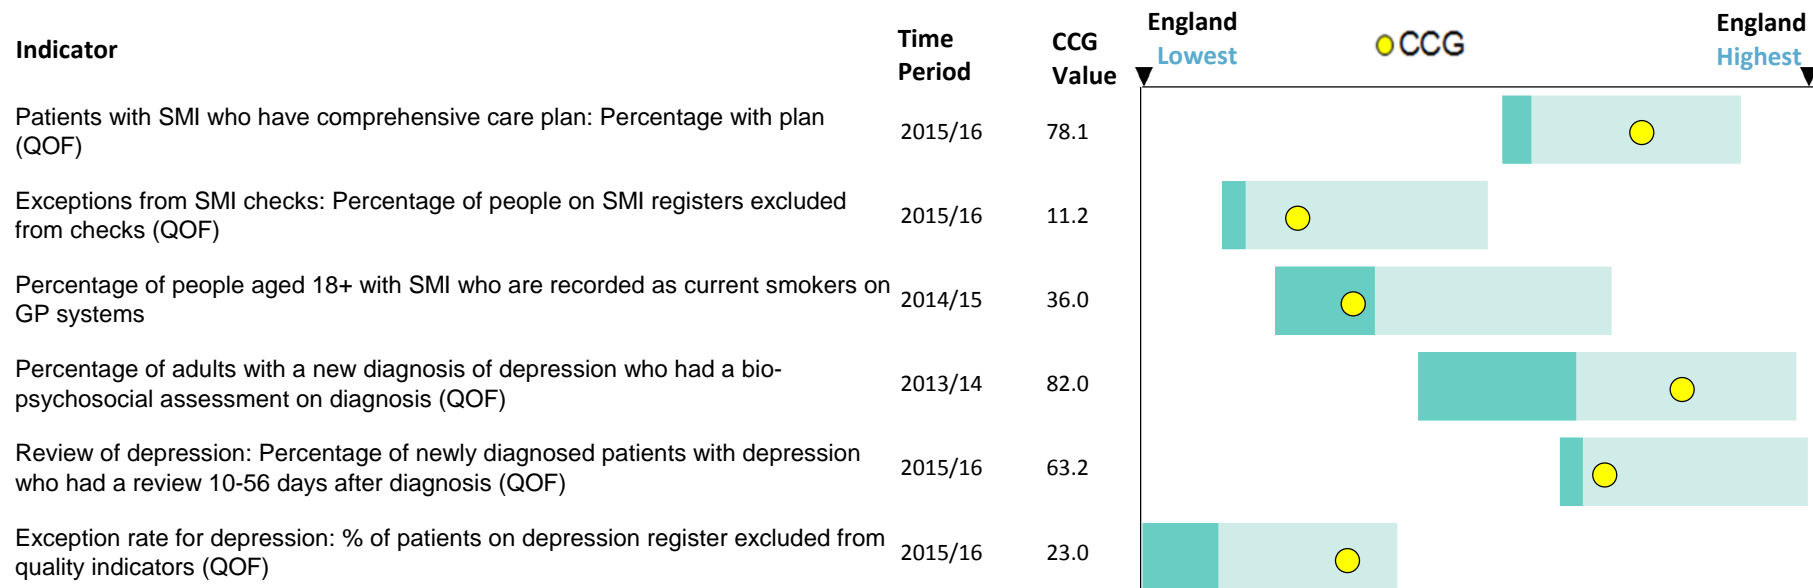 Indicator
Time
Period
CCG
Value
England
Lowest
CCG
England
Highest
Patients with SMI who have comprehensive care plan: Percentage with plan
(QOF)
2015/16
78.1
Exceptions from SMI checks: Percentage of people on SMI registers excluded
from checks (QOF)
2015/16
11.2
Percentage of people aged 18+ with SMI who are recorded as current smokers on
GP systems
2014/15
36.0
Percentage of adults with a new diagnosis of depression who had a bio-
psychosocial assessment on diagnosis (QOF)
2013/14
82.0
Review of depression: Percentage of newly diagnosed patients with depression
who had a review 10-56 days after diagnosis (QOF)
2015/16
63.2
Exception rate for depression: % of patients on depression register excluded from
quality indicators (QOF)
2015/16
23.0